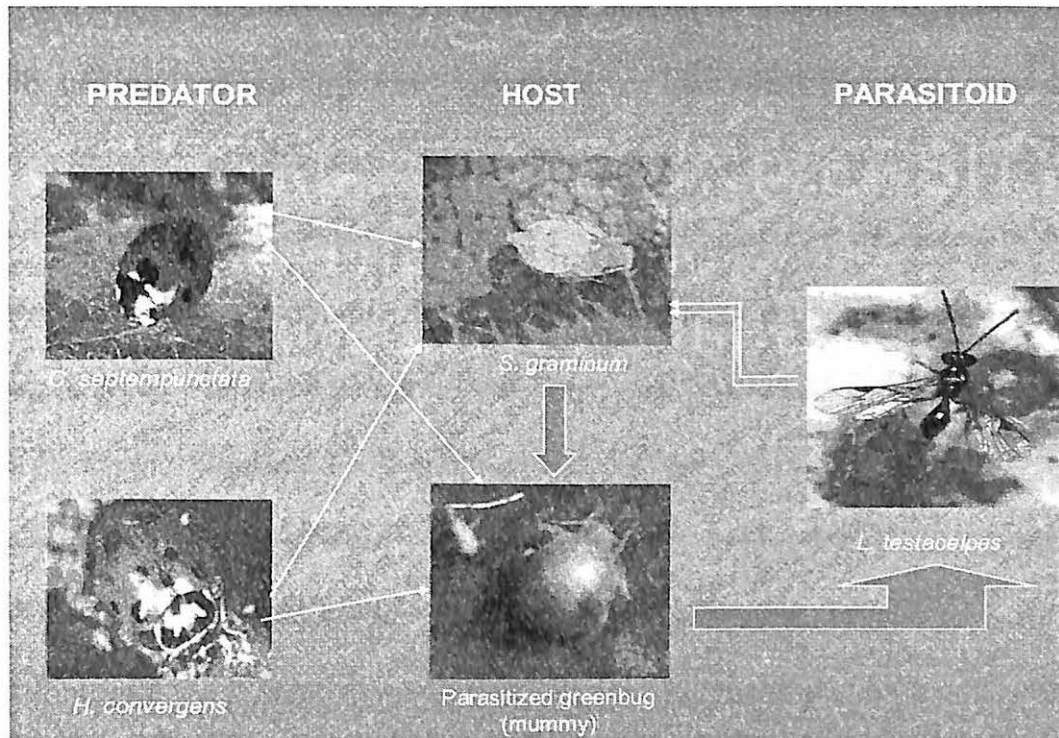 PREDATOR
HOST
PARASITOID
C. septempunctata
S. graminum
L. testaceipes
H. convergens
Parasitized greenbug
(mummy)